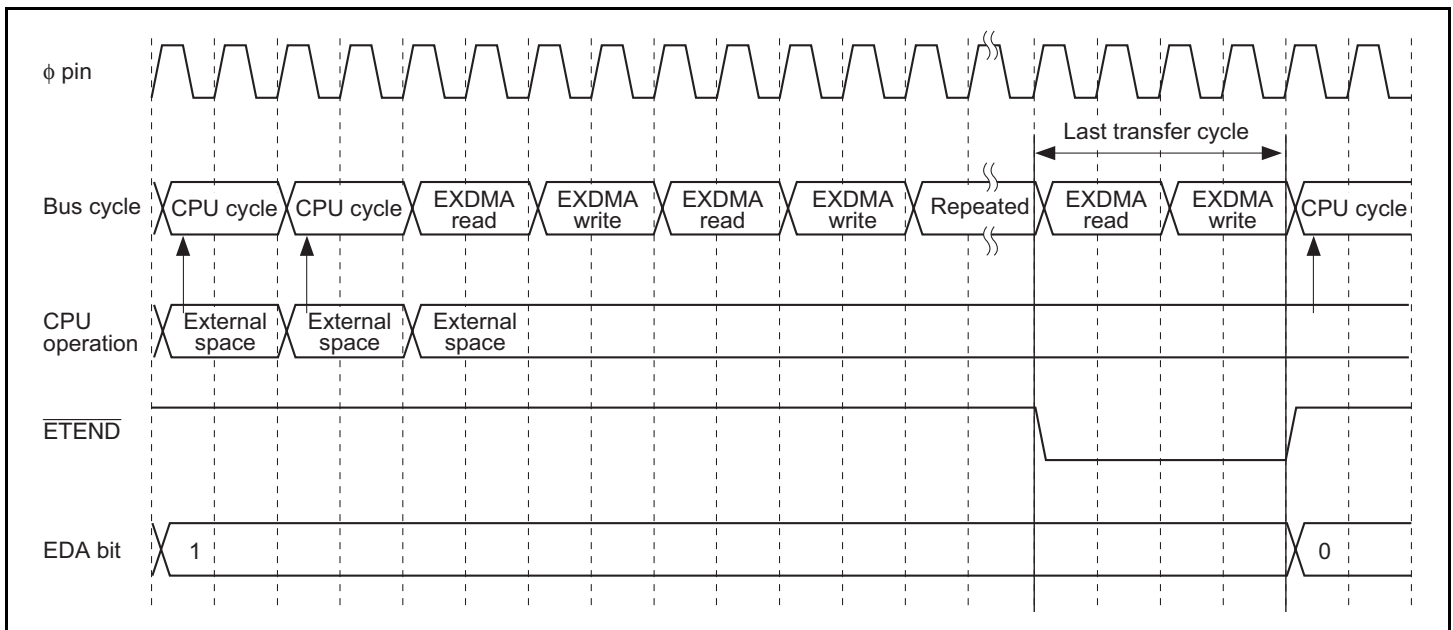 φ pin
Last transfer cycle
Bus cycle
CPU cycle
CPU cycle
EXDMA
read
EXDMA
write
EXDMA
read
EXDMA
write
Repeated
EXDMA
read
EXDMA
write
CPU cycle
CPU
operation
External
space
External
space
External
space
ETEND
EDA bit
1
0